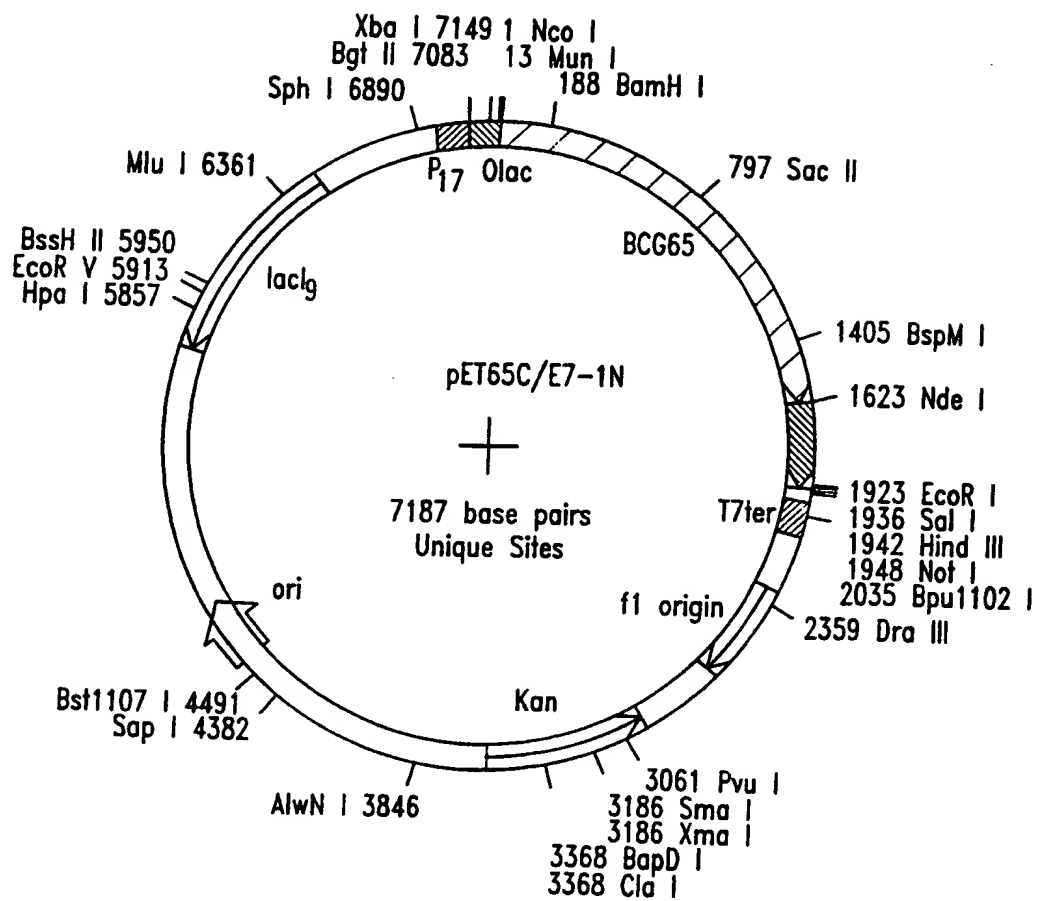 Xba I 7149 1 Nco I
Bgt II 7083 13 Mun I
Sph I 6890 188 BamH I
Mlu I 6361
P17 Olac
797 Sac II
BssH II 5950
EcoR V 5913
Hpa I 5857
lacIg
BCG65
1405 BspM I
pET65C/E7-1N
1623 Nde I
7187 base pairs
Unique Sites
T7ter
1923 EcoR I
1936 Sal I
1942 Hind III
1948 Not I
2035 Bpu1102 I
2359 Dra III
f1 origin
ori
Kan
Bst1107 I 4491
Sap I 4382
AlwN I 3846
3061 Pvu I
3186 Sma I
3186 Xma I
3368 BapD I
3368 Cla I